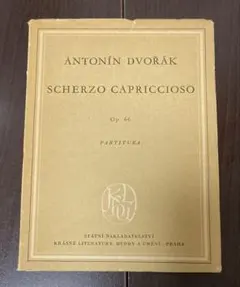 ANTONÍN DVOŘÁK
SCHERZO CAPRICCIOSO
Op. 66
PARTITURA
STÁTNÍ NAKLADATELSTVÍ
KRÁSNÉ LITERATURY, HUDBY A UMĚNÍ, PRAHA